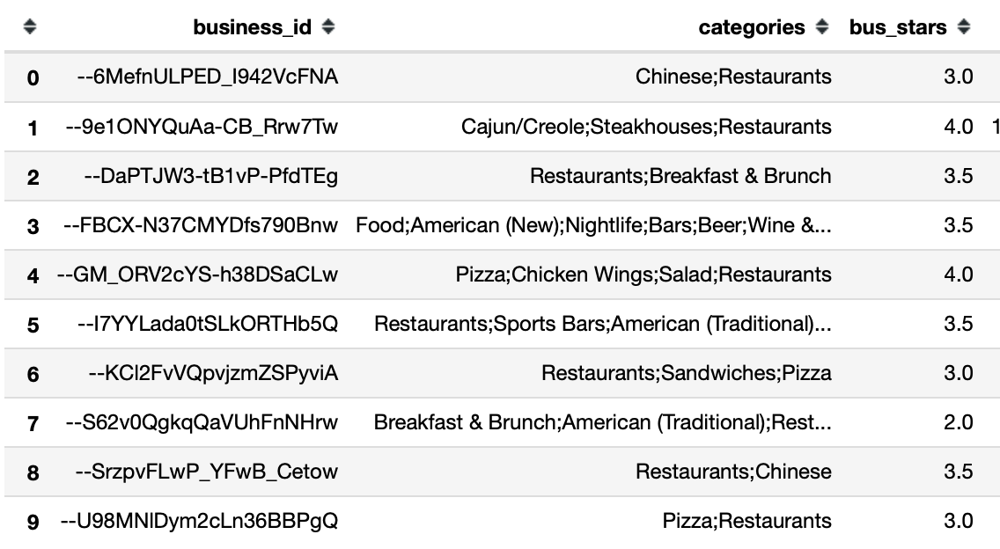 business_id categories bus_stars
0 --6MefnULPED_I942VcFNA Chinese;Restaurants 3.0
1 --9e1ONYQuAa-CB_Rrw7Tw Cajun/Creole;Steakhouses;Restaurants 4.0 1
2 --DaPTJW3-tB1vP-PfdTEg Restaurants;Breakfast & Brunch 3.5
3 --FBCX-N37CMYDfs790Bnw Food;American (New);Nightlife;Bars;Beer;Wine &... 3.5
4 --GM_ORV2cYS-h38DSaCLw Pizza;Chicken Wings;Salad;Restaurants 4.0
5 --I7YYLada0tSLkORTHb5Q Restaurants;Sports Bars;American (Traditional)... 3.5
6 --KCl2FvVQpvjzmZSPyviA Restaurants;Sandwiches;Pizza 3.0
7 --S62v0QgkqQaVUhFnNHrw Breakfast & Brunch;American (Traditional);Rest... 2.0
8 --SrzpvFLwP_YFwB_Cetow Restaurants;Chinese 3.5
9 --U98MNlDym2cLn36BBPgQ Pizza;Restaurants 3.0